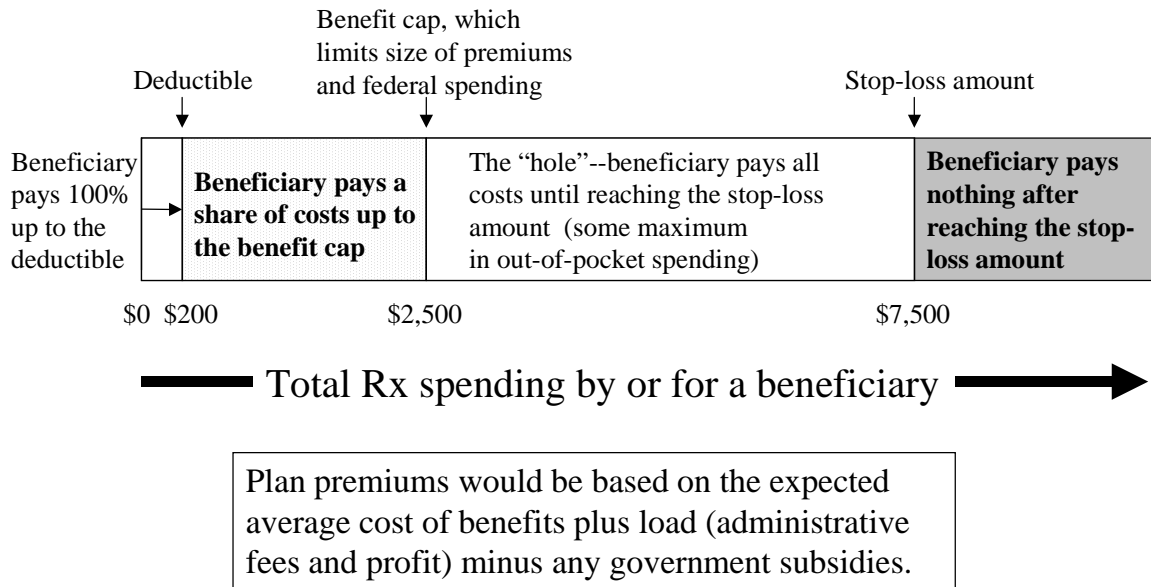 Benefit cap, which
limits size of premiums
and federal spending
Deductible
Stop-loss amount
Beneficiary
pays 100%
up to the
deductible
Beneficiary pays a
share of costs up to
the benefit cap
The “hole”--beneficiary pays all
costs until reaching the stop-loss
amount (some maximum
in out-of-pocket spending)
Beneficiary pays
nothing after
reaching the stop-
loss amount
$0 $200 $2,500 $7,500
Total Rx spending by or for a beneficiary
Plan premiums would be based on the expected
average cost of benefits plus load (administrative
fees and profit) minus any government subsidies.